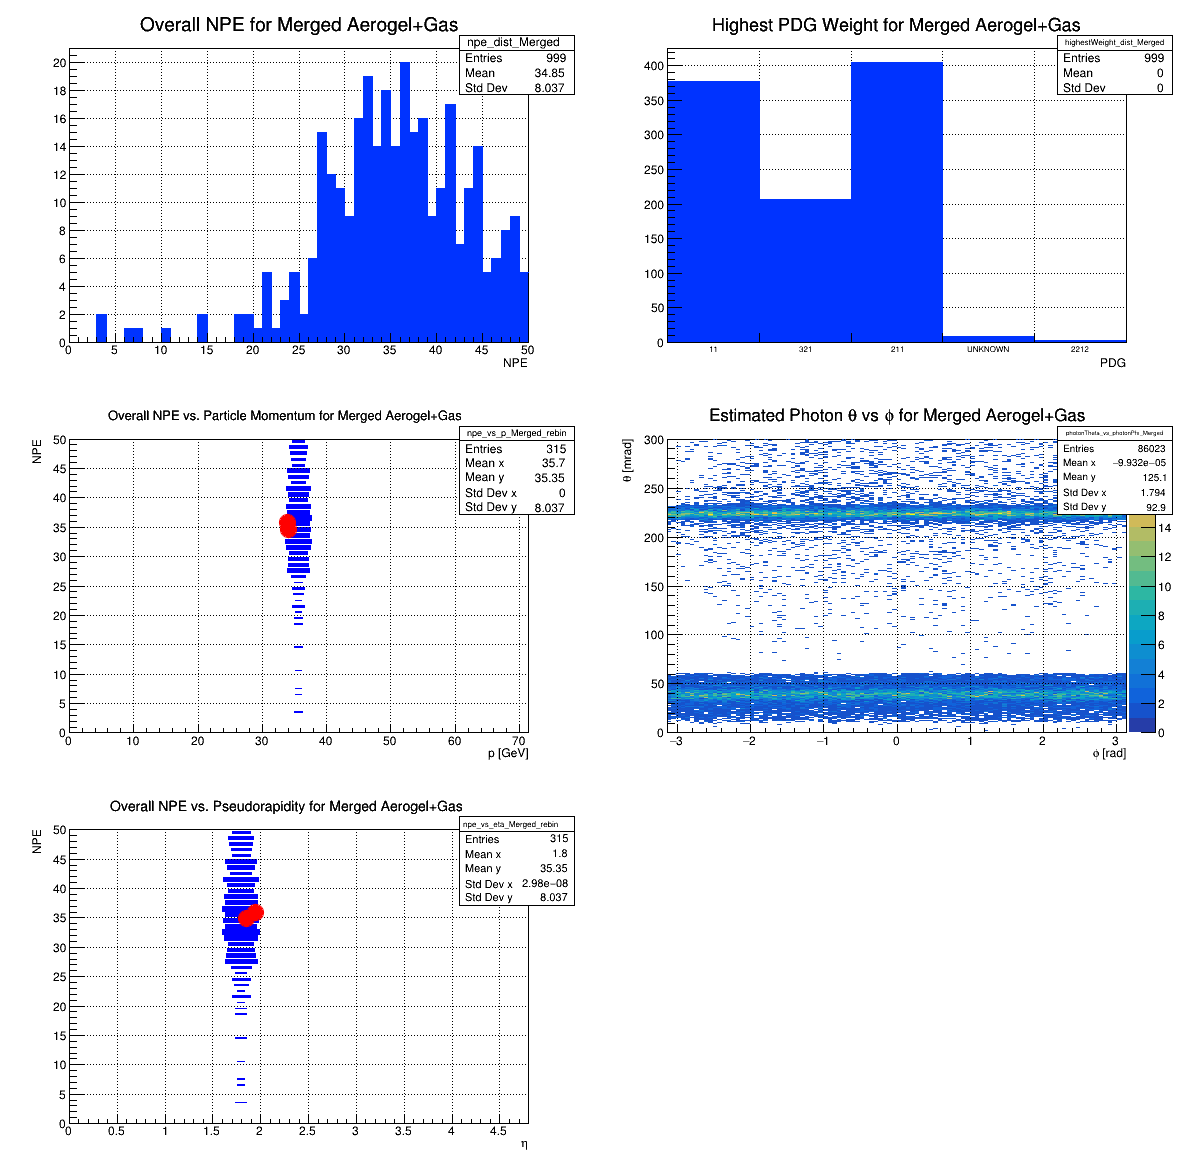 Overall NPE for Merged Aerogel+Gas
npe_dist_Merged
Entries 999
Mean 34.85
Std Dev 8.037
20
18
16
14
12
10
8
6
4
2
0
0 5 10 15 20 25 30 35 40 45 50
NPE
Highest PDG Weight for Merged Aerogel+Gas
highestWeight_dist_Merged
Entries 999
Mean 0
Std Dev 0
400
350
300
250
200
150
100
50
0
11 321 211 UNKNOWN 2212
PDG
Overall NPE vs. Particle Momentum for Merged Aerogel+Gas
npe_vs_p_Merged_rebin
Entries 315
Mean x 35.7
Mean y 35.35
Std Dev x 0
Std Dev y 8.037
NPE
50
45
40
35
30
25
20
15
10
5
0
0 10 20 30 40 50 60 70
p [GeV]
Estimated Photon θ vs ϕ for Merged Aerogel+Gas
photonTheta_vs_photonPhi_Merged
Entries 86023
Mean x −9.932e−05
Mean y 125.1
Std Dev x 1.794
Std Dev y 92.9
θ [mrad]
300
250
200
150
100
50
0
−3 −2 −1 0 1 2 3
ϕ [rad]
14
12
10
8
6
4
2
0
Overall NPE vs. Pseudorapidity for Merged Aerogel+Gas
npe_vs_eta_Merged_rebin
Entries 315
Mean x 1.8
Mean y 35.35
Std Dev x 2.98e−08
Std Dev y 8.037
NPE
50
45
40
35
30
25
20
15
10
5
0
0 0.5 1 1.5 2 2.5 3 3.5 4 4.5
η